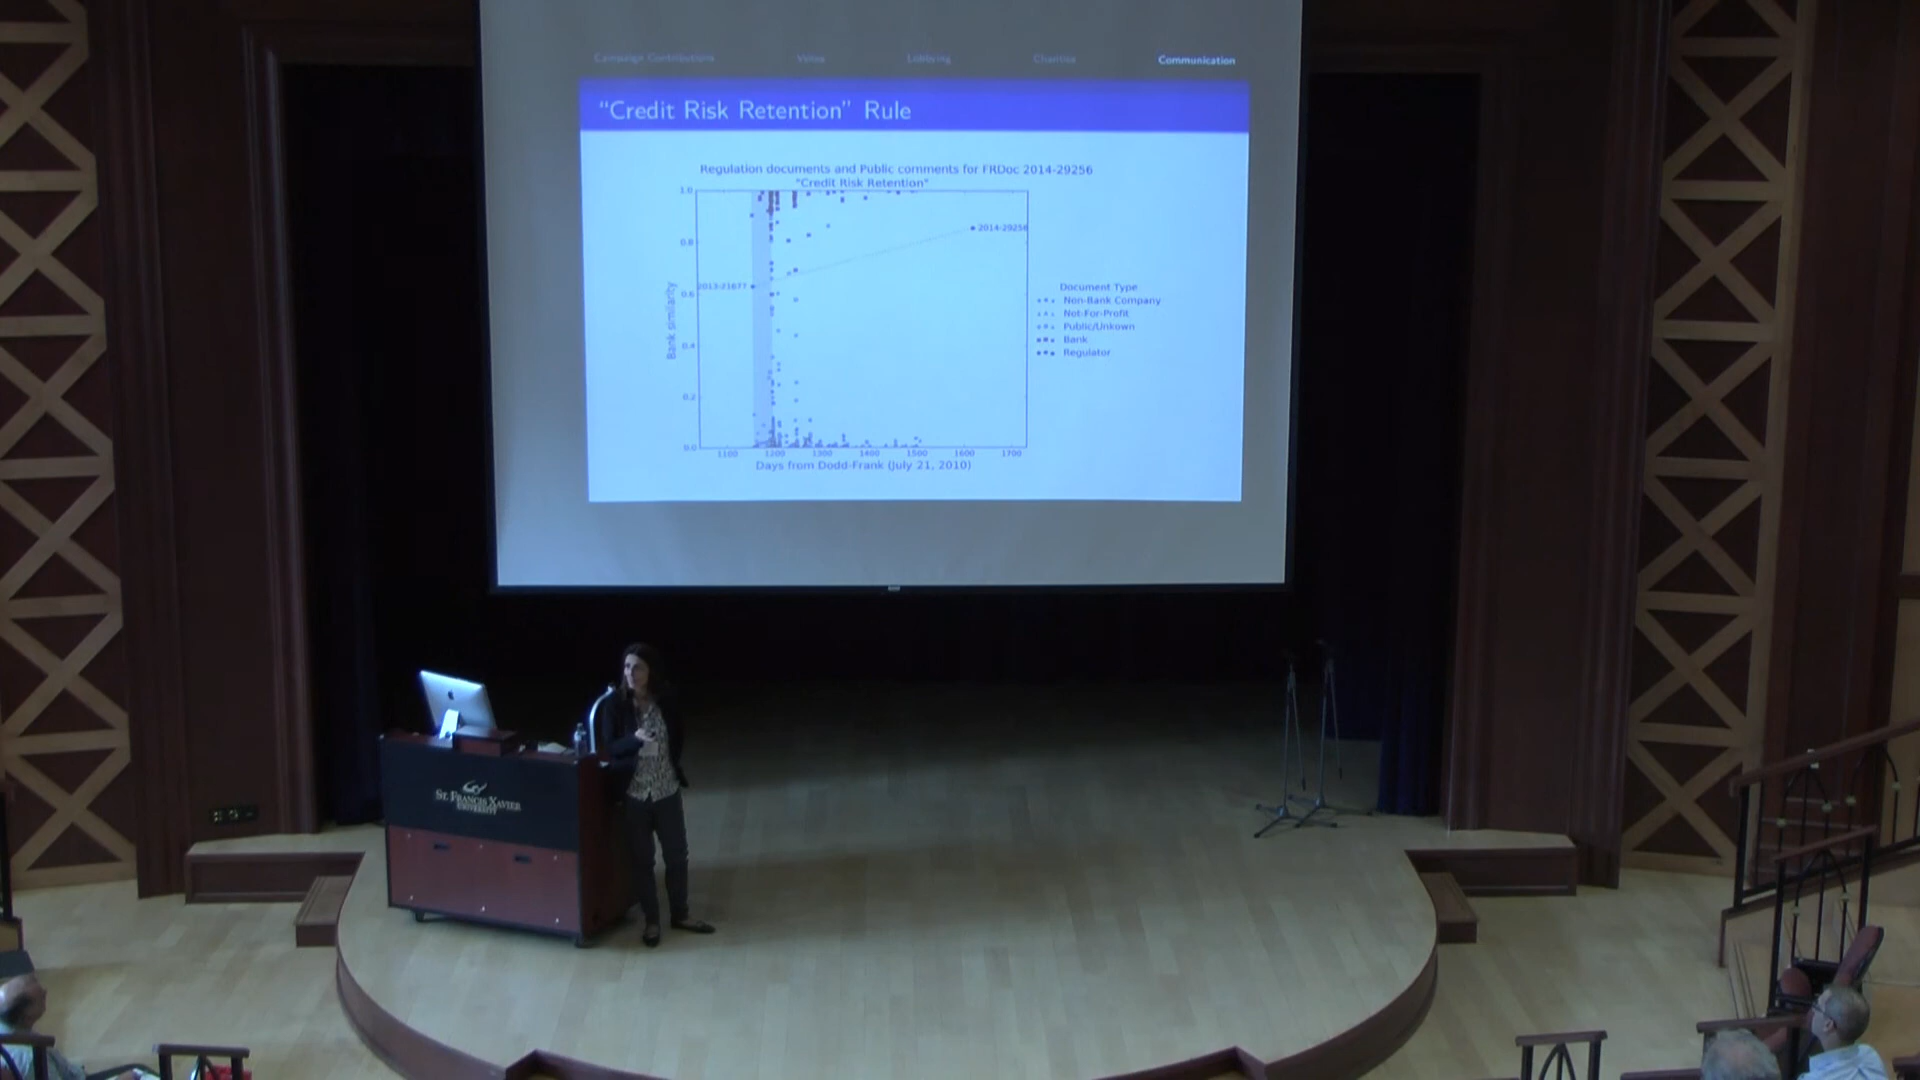 Campaign Contributions Votes Lobbying Charities Communication
“Credit Risk Retention” Rule
Regulation documents and Public comments for FRDoc 2014-29256
"Credit Risk Retention"
1.0
0.8
0.6
0.4
0.2
0.0
Bank similarity
2013-21677
2014-29256
1100 1200 1300 1400 1500 1600 1700
Days from Dodd-Frank (July 21, 2010)
Document Type
Non-Bank Company
Not-For-Profit
Public/Unkown
Bank
Regulator
ST. FRANCIS XAVIER
UNIVERSITY